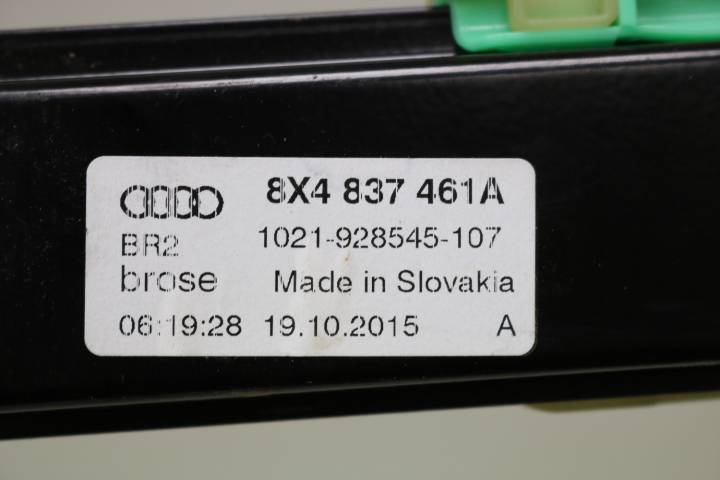 8X4 837 461A
BR2 1021-928545-107
brose Made in Slovakia
06:19:28 19.10.2015 A